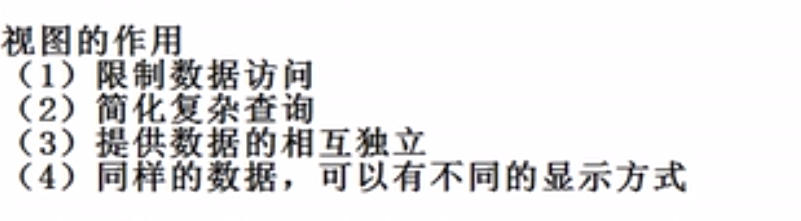 视图的作用
（1）限制数据访问
（2）简化复杂查询
（3）提供数据的相互独立
（4）同样的数据，可以有不同的显示方式